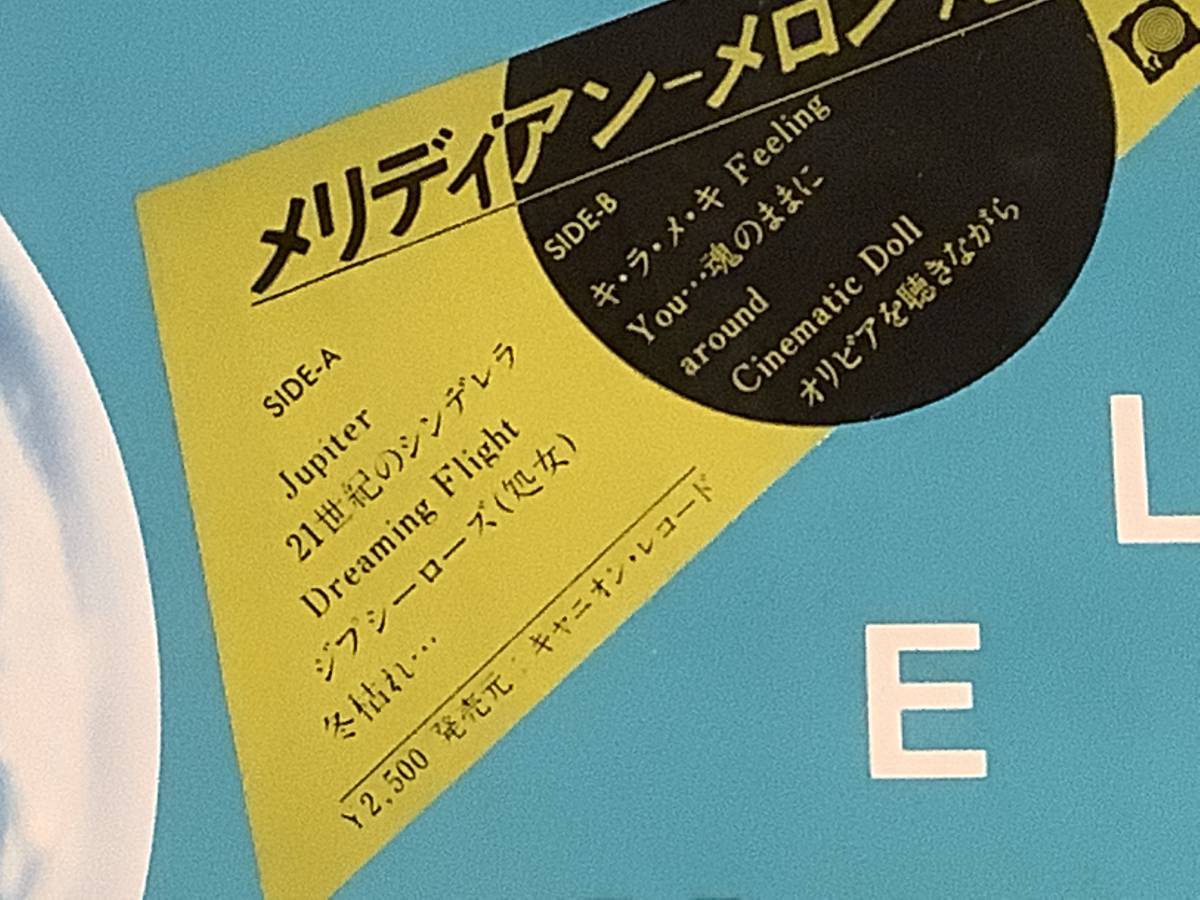 メリディアン−メロン
SIDE-A
Jupiter
21世紀のシンデレラ
Dreaming Flight
ジプシーローズ(処女)
冬枯れ…
SIDE-B
キ・ラ・メ・キ Feeling
You…魂のままに
around
Cinematic Doll
オリビアを聴きながら
¥2,500 発売元:キャニオン・レコード
L
E